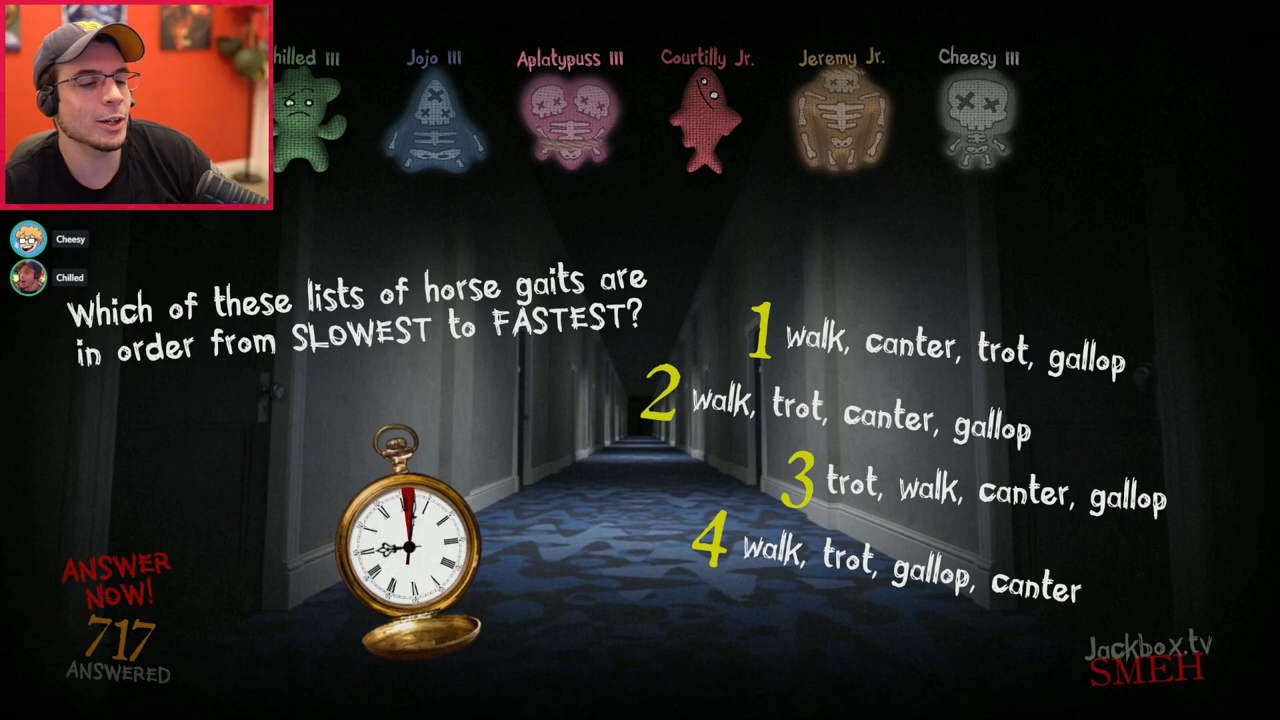 hilled III
Jojo III
Aplatypuss III
Courtilly Jr.
Jeremy Jr.
Cheesy III
Cheesy
Chilled
Which of these lists of horse gaits are
in order from SLOWEST to FASTEST?
1 walk, canter, trot, gallop
2 walk, trot, canter, gallop
3 trot, walk, canter, gallop
4 walk, trot, gallop, canter
ANSWER
NOW!
717
ANSWERED
Jackbox.tv
SMEH